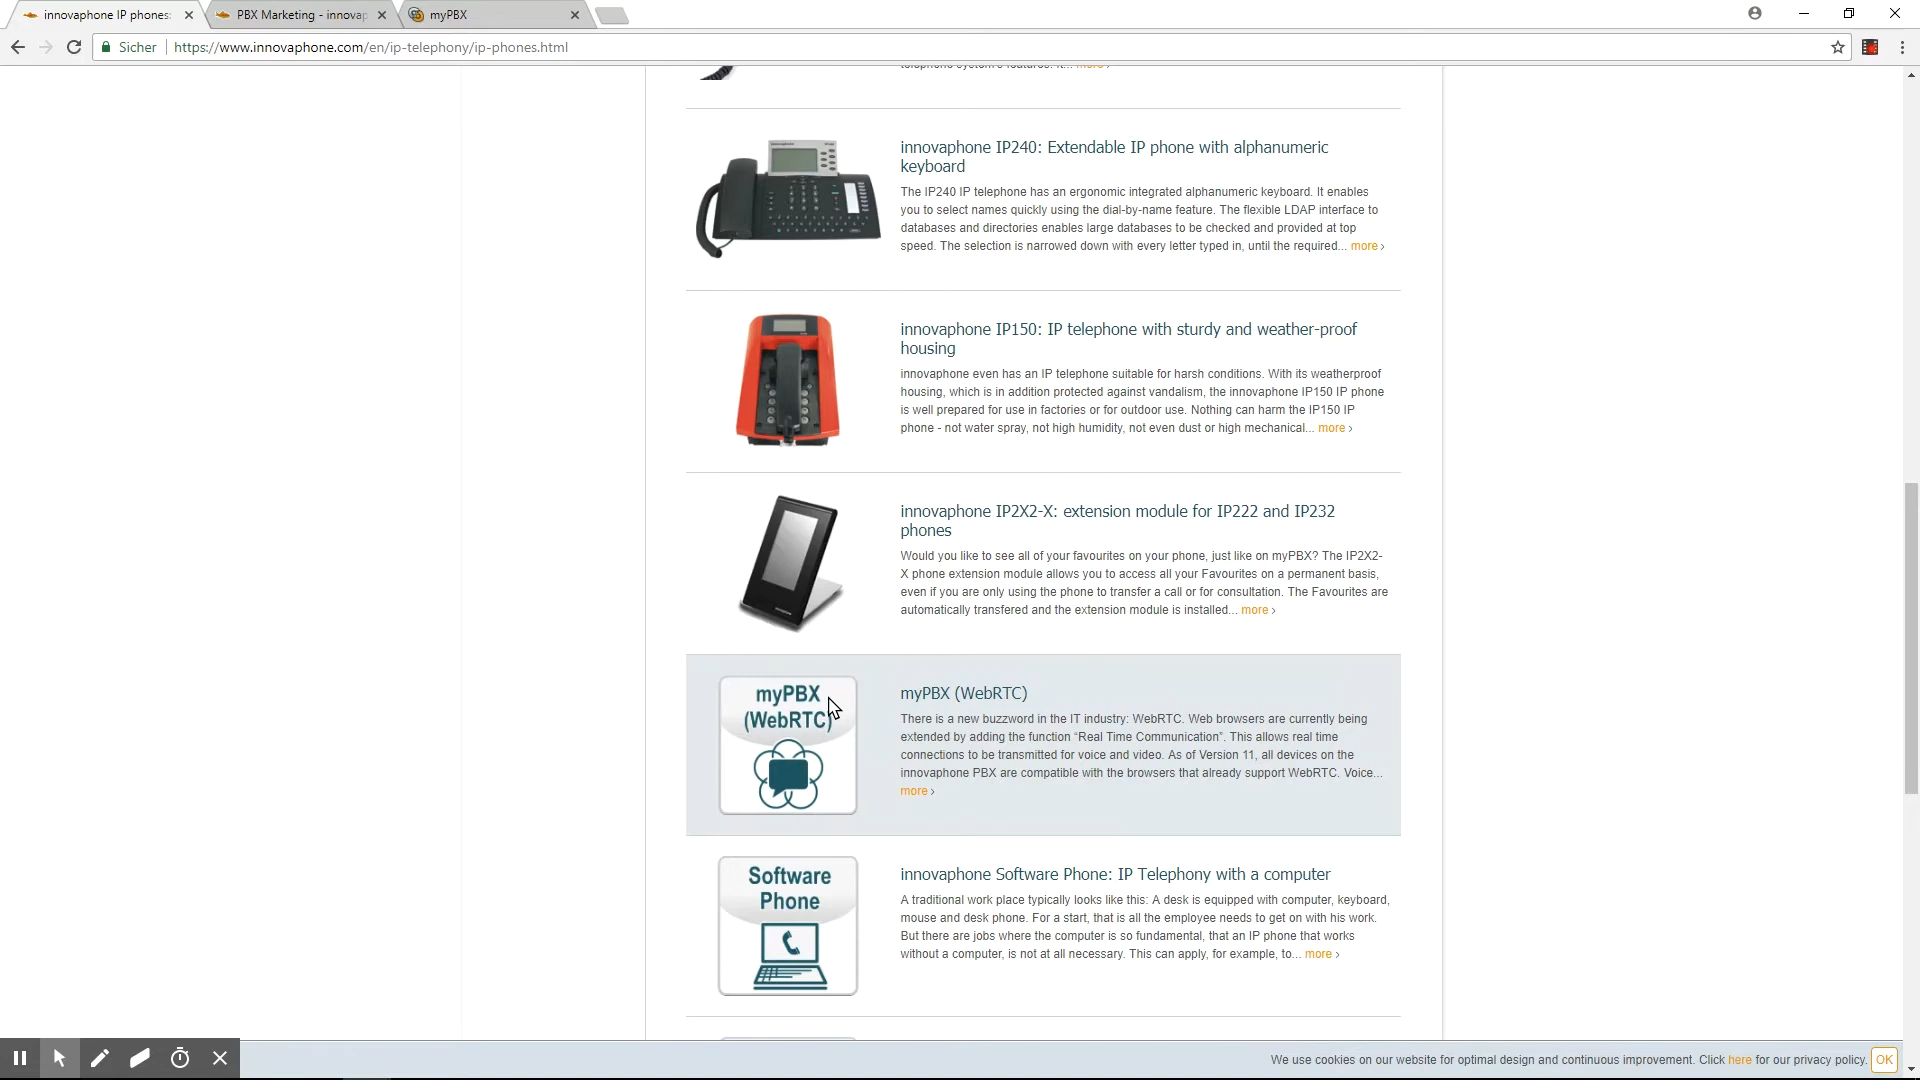 innovaphone IP phones:
PBX Marketing - innovap
myPBX
Sicher
https://www.innovaphone.com/en/ip-telephony/ip-phones.html
telephone system's features. It... more ›
innovaphone IP240: Extendable IP phone with alphanumeric
keyboard
The IP240 IP telephone has an ergonomic integrated alphanumeric keyboard. It enables
you to select names quickly using the dial-by-name feature. The flexible LDAP interface to
databases and directories enables large databases to be checked and provided at top
speed. The selection is narrowed down with every letter typed in, until the required... more ›
innovaphone IP150: IP telephone with sturdy and weather-proof
housing
innovaphone even has an IP telephone suitable for harsh conditions. With its weatherproof
housing, which is in addition protected against vandalism, the innovaphone IP150 IP phone
is well prepared for use in factories or for outdoor use. Nothing can harm the IP150 IP
phone - not water spray, not high humidity, not even dust or high mechanical... more ›
innovaphone IP2X2-X: extension module for IP222 and IP232
phones
Would you like to see all of your favourites on your phone, just like on myPBX? The IP2X2-
X phone extension module allows you to access all your Favourites on a permanent basis,
even if you are only using the phone to transfer a call or for consultation. The Favourites are
automatically transfered and the extension module is installed... more ›
myPBX
(WebRTC)
myPBX (WebRTC)
There is a new buzzword in the IT industry: WebRTC. Web browsers are currently being
extended by adding the function “Real Time Communication”. This allows real time
connections to be transmitted for voice and video. As of Version 11, all devices on the
innovaphone PBX are compatible with the browsers that already support WebRTC. Voice...
more ›
Software
Phone
innovaphone Software Phone: IP Telephony with a computer
A traditional work place typically looks like this: A desk is equipped with computer, keyboard,
mouse and desk phone. For a start, that is all the employee needs to get on with his work.
But there are jobs where the computer is so fundamental, that an IP phone that works
without a computer, is not at all necessary. This can apply, for example, to... more ›
We use cookies on our website for optimal design and continuous improvement. Click here for our privacy policy. OK